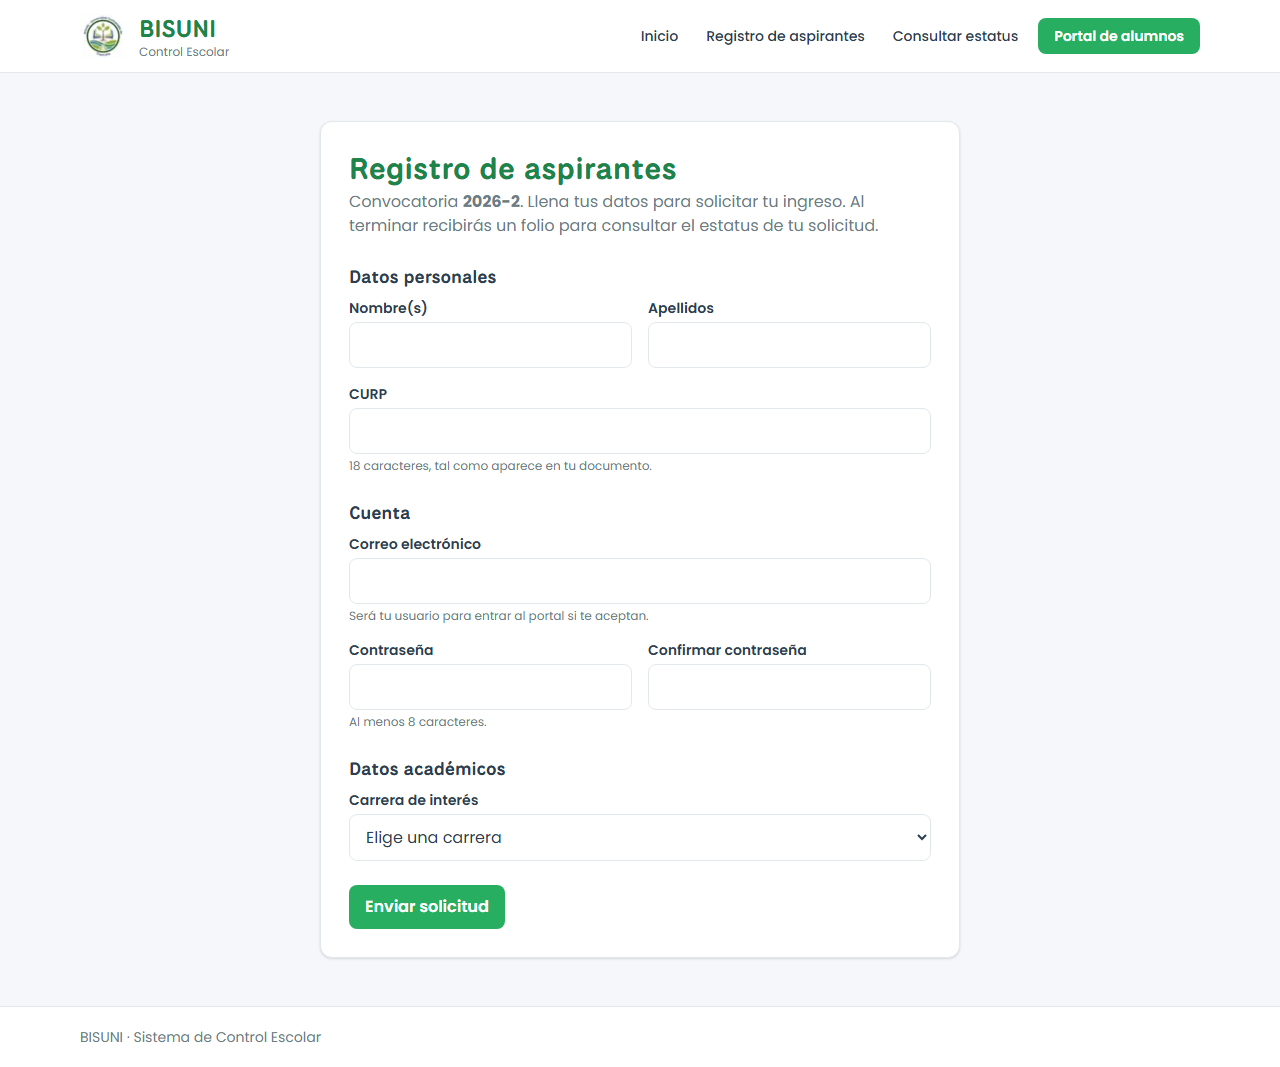 BISUNI
Control Escolar
Inicio
Registro de aspirantes
Consultar estatus
Portal de alumnos
Registro de aspirantes
Convocatoria 2026-2. Llena tus datos para solicitar tu ingreso. Al
terminar recibirás un folio para consultar el estatus de tu solicitud.
Datos personales
Nombre(s)
Apellidos
CURP
18 caracteres, tal como aparece en tu documento.
Cuenta
Correo electrónico
Será tu usuario para entrar al portal si te aceptan.
Contraseña
Confirmar contraseña
Al menos 8 caracteres.
Datos académicos
Carrera de interés
Elige una carrera
Enviar solicitud
BISUNI · Sistema de Control Escolar